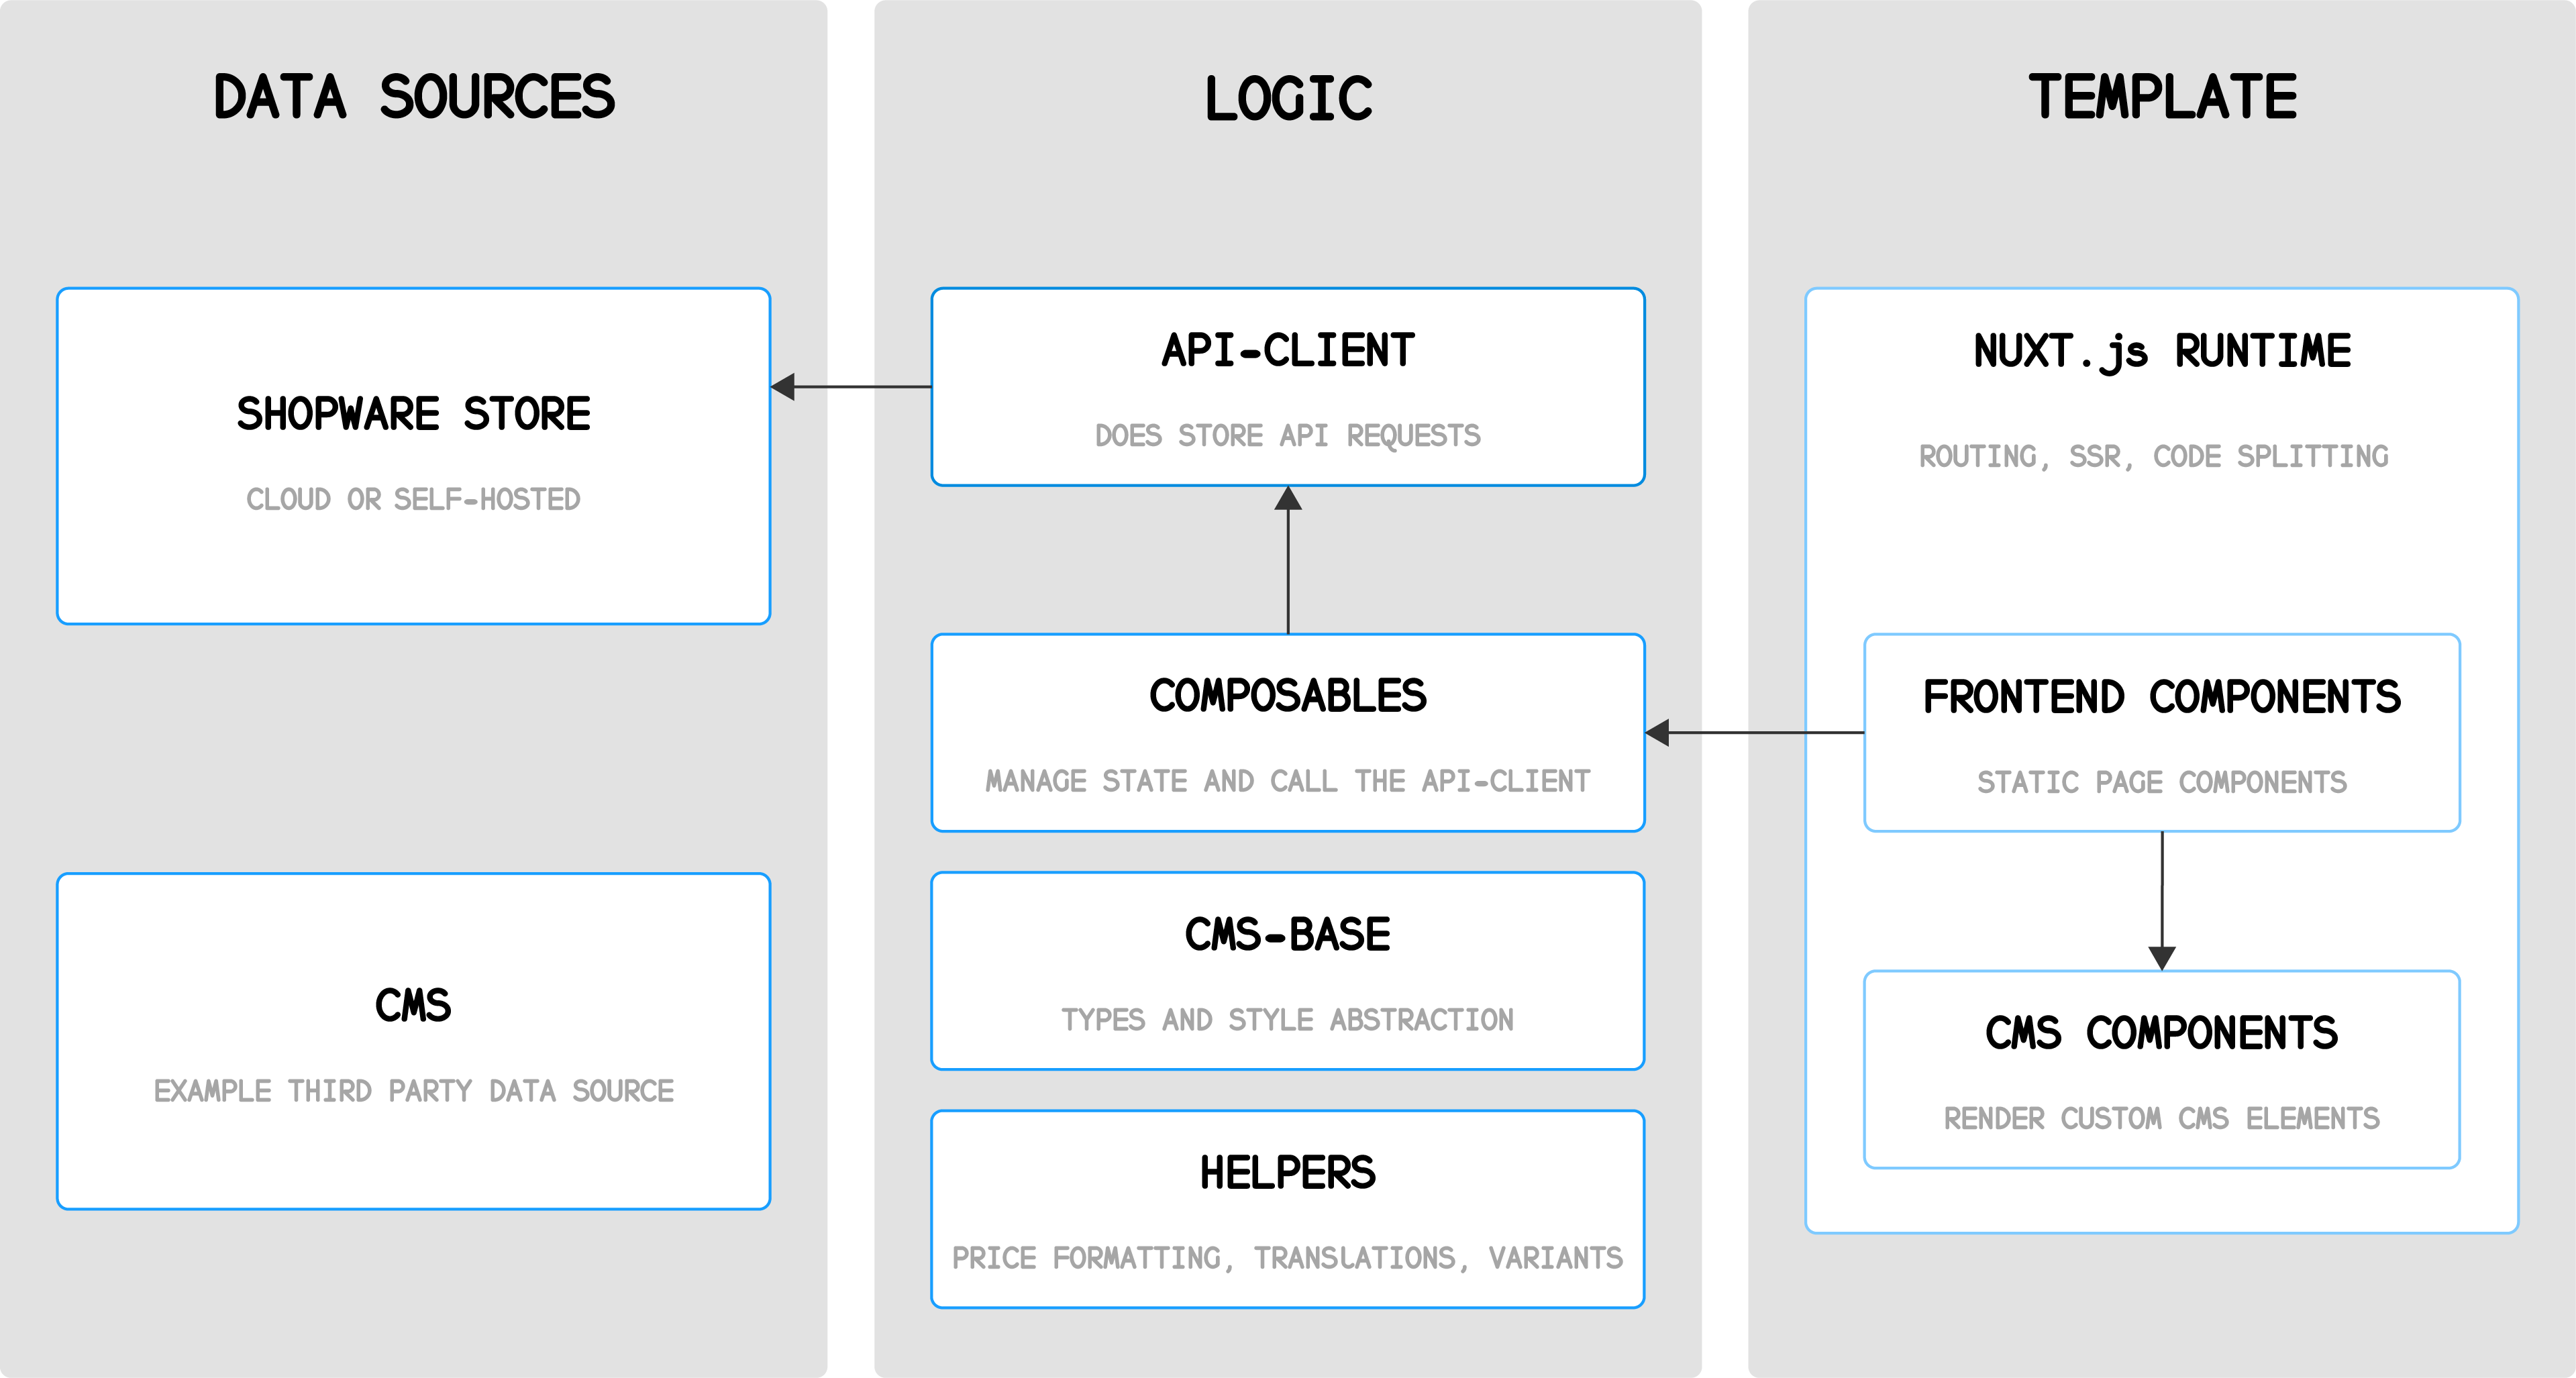 DATA SOURCES
SHOPWARE STORE
CLOUD OR SELF-HOSTED
CMS
EXAMPLE THIRD PARTY DATA SOURCE
LOGIC
API-CLIENT
DOES STORE API REQUESTS
COMPOSABLES
MANAGE STATE AND CALL THE API-CLIENT
CMS-BASE
TYPES AND STYLE ABSTRACTION
HELPERS
PRICE FORMATTING, TRANSLATIONS, VARIANTS
TEMPLATE
NUXT.js RUNTIME
ROUTING, SSR, CODE SPLITTING
FRONTEND COMPONENTS
STATIC PAGE COMPONENTS
CMS COMPONENTS
RENDER CUSTOM CMS ELEMENTS